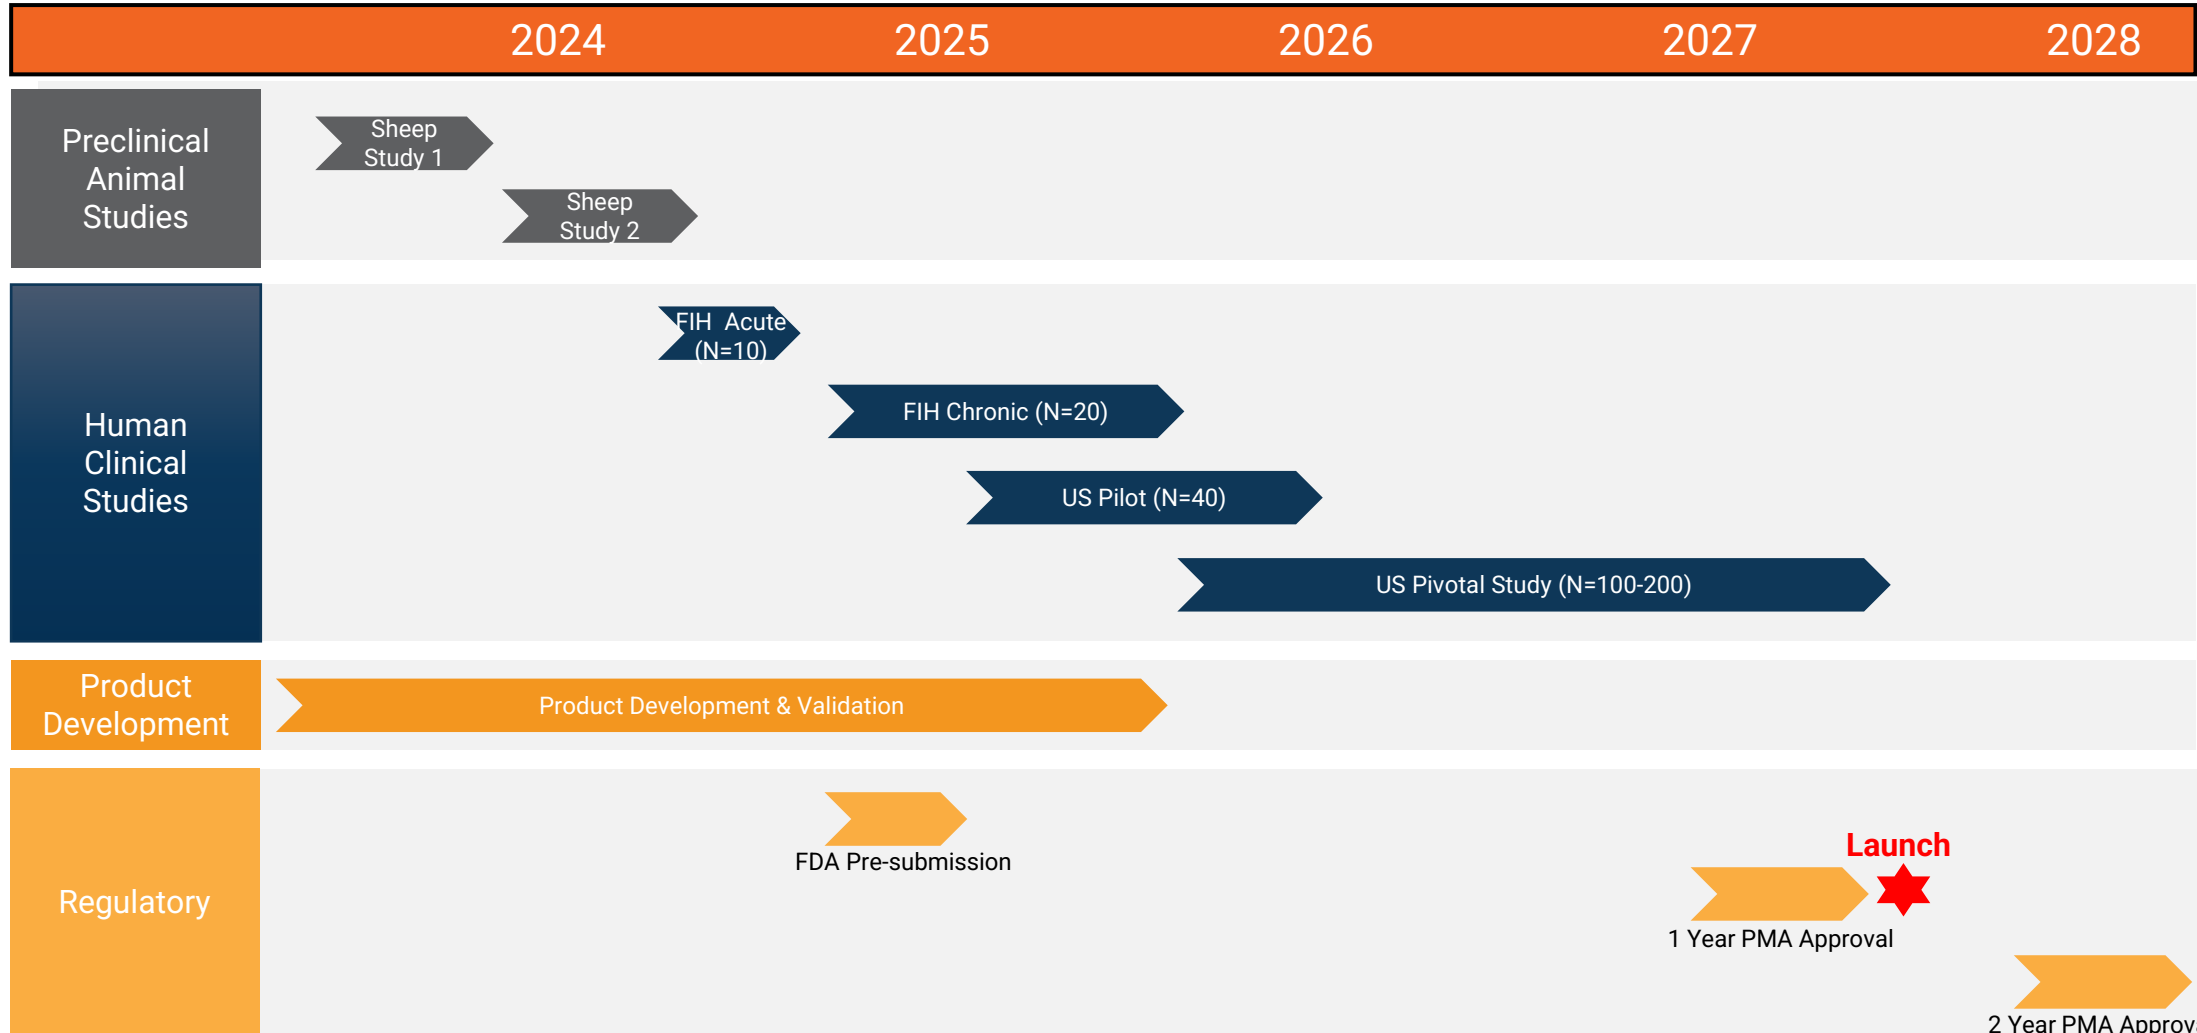 2024 2025 2026 2027 2028
Preclinical
Animal
Studies
Sheep
Study 1
Sheep
Study 2
Human
Clinical
Studies
FIH Acute
(N=10)
FIH Chronic (N=20)
US Pilot (N=40)
US Pivotal Study (N=100-200)
Product
Development
Product Development & Validation
Regulatory
FDA Pre-submission
Launch
1 Year PMA Approval
2 Year PMA Approv